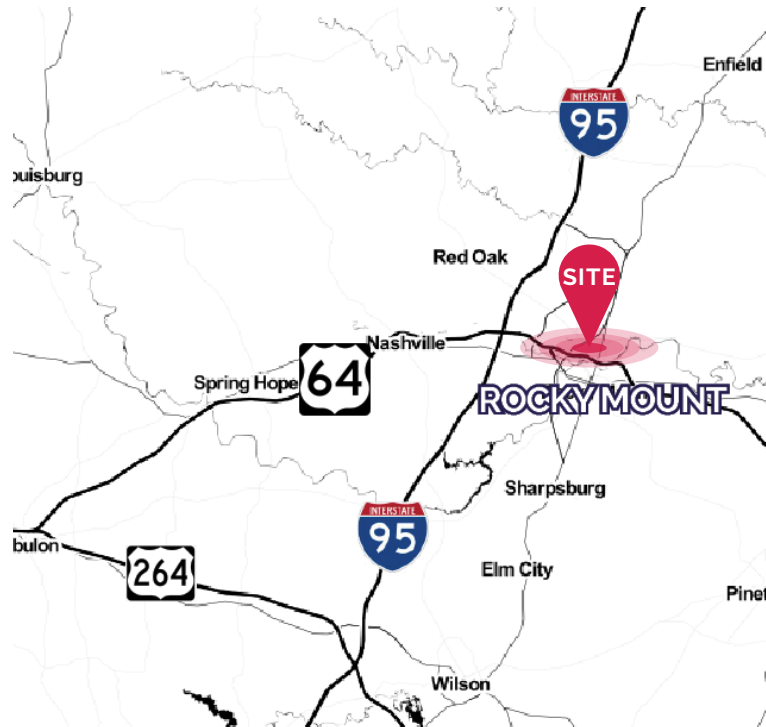 Enfield
INTERSTATE
95
ouisburg
Red Oak
SITE
Nashville
64
Spring Hope
ROCKY MOUNT
Sharpsburg
INTERSTATE
95
bulon
264
Elm City
Pinet
Wilson